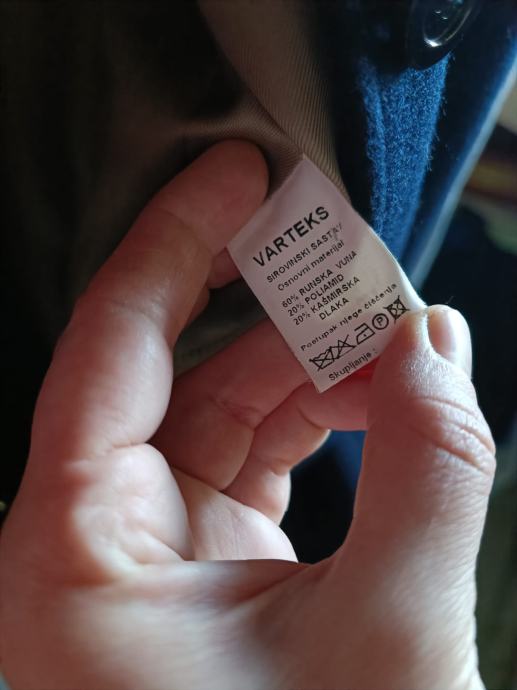 VARTEKS
SIROVINSKI SASTAV
Osnovni materijal
60% RUNSKA VUNA
20% POLIAMID
20% KAŠMIRSKA
DLAKA
Postupak njege čišćenja
P
Skupljanje :